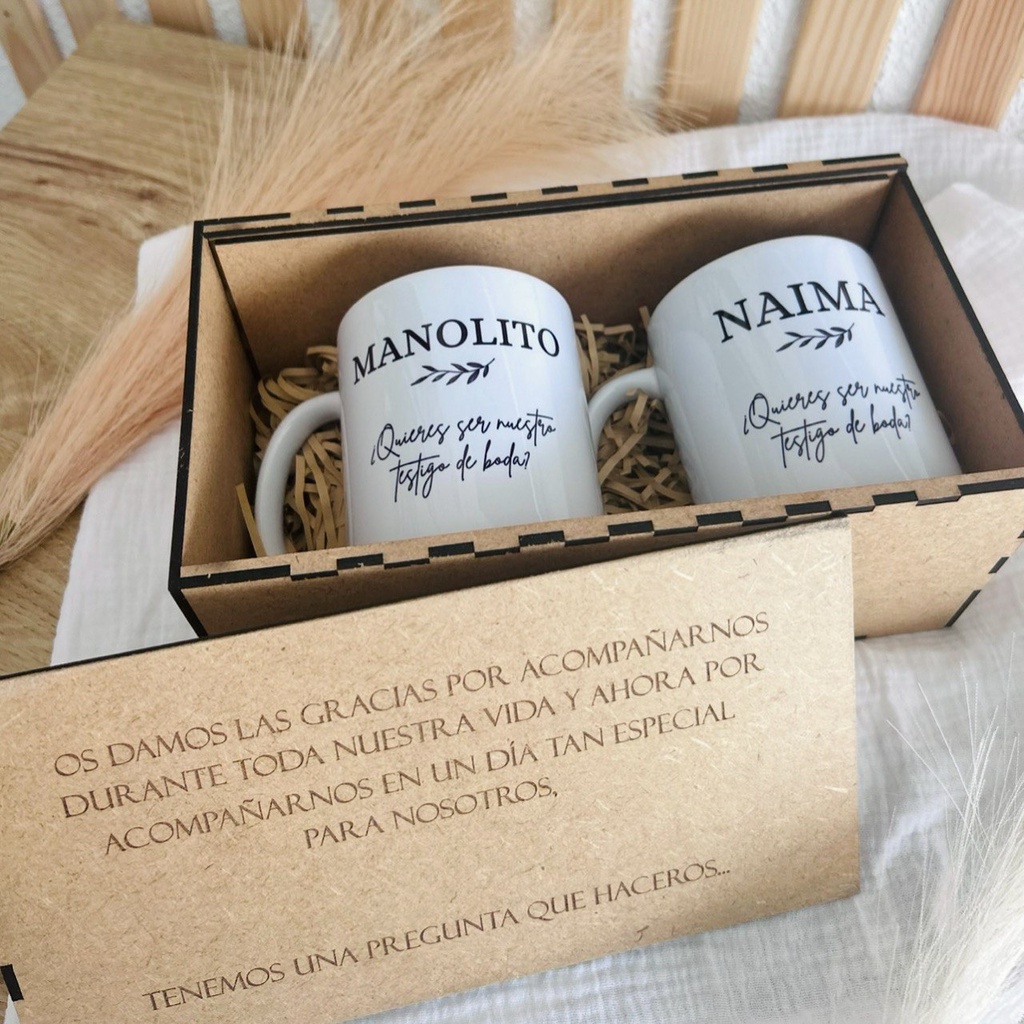 MANOLITO
¿Quieres ser nuestro
testigo de boda?
NAIMA
¿Quieres ser nuestro
testigo de boda?
OS DAMOS LAS GRACIAS POR ACOMPAÑARNOS
DURANTE TODA NUESTRA VIDA Y AHORA POR
ACOMPAÑARNOS EN UN DÍA TAN ESPECIAL
PARA NOSOTROS,
TENEMOS UNA PREGUNTA QUE HACEROS...